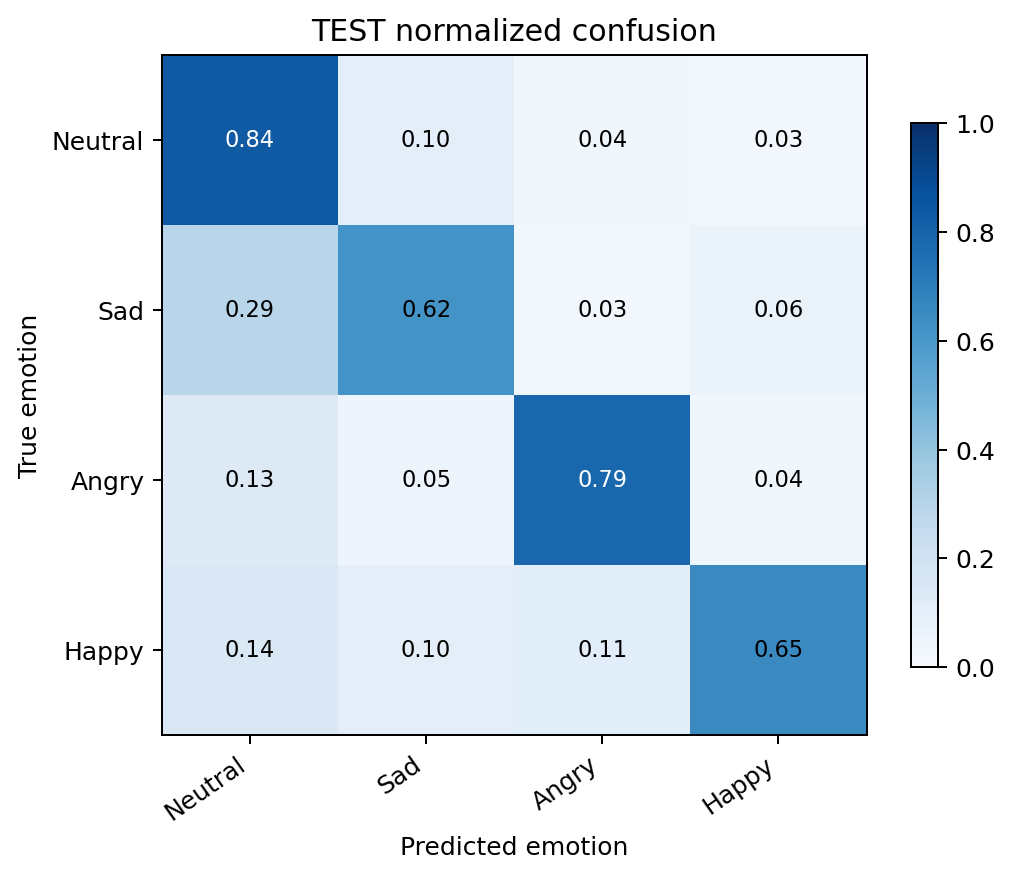 TEST normalized confusion
Neutral 0.84 0.10 0.04 0.03
Sad 0.29 0.62 0.03 0.06
Angry 0.13 0.05 0.79 0.04
Happy 0.14 0.10 0.11 0.65
Neutral Sad Angry Happy
Predicted emotion
True emotion
1.0
0.8
0.6
0.4
0.2
0.0